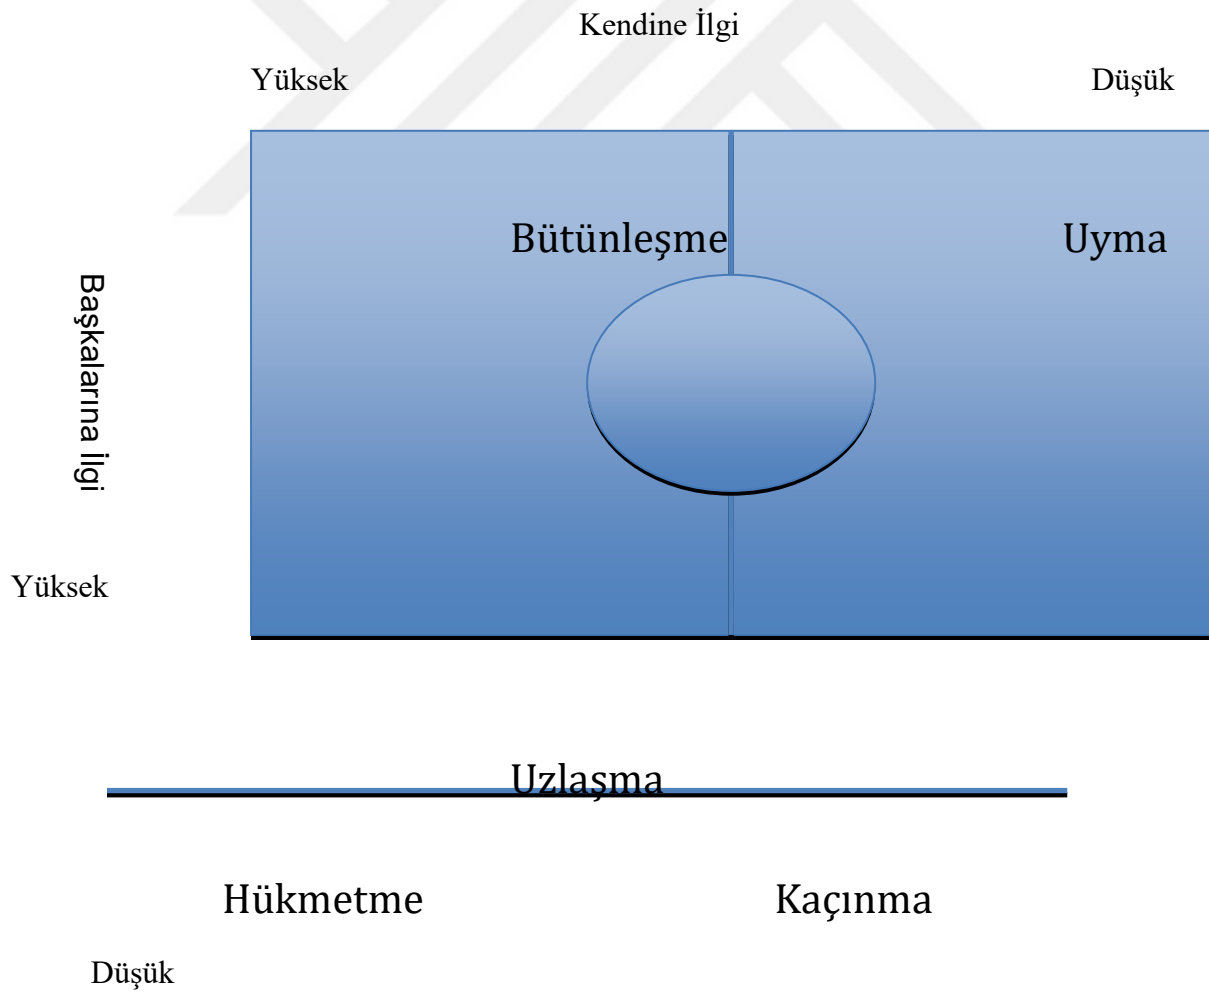 Kendine İlgi
Yüksek Düşük
Bütünleşme Uyma
Başkalarına İlgi
Yüksek
Uzlaşma
Hükmetme Kaçınma
Düşük